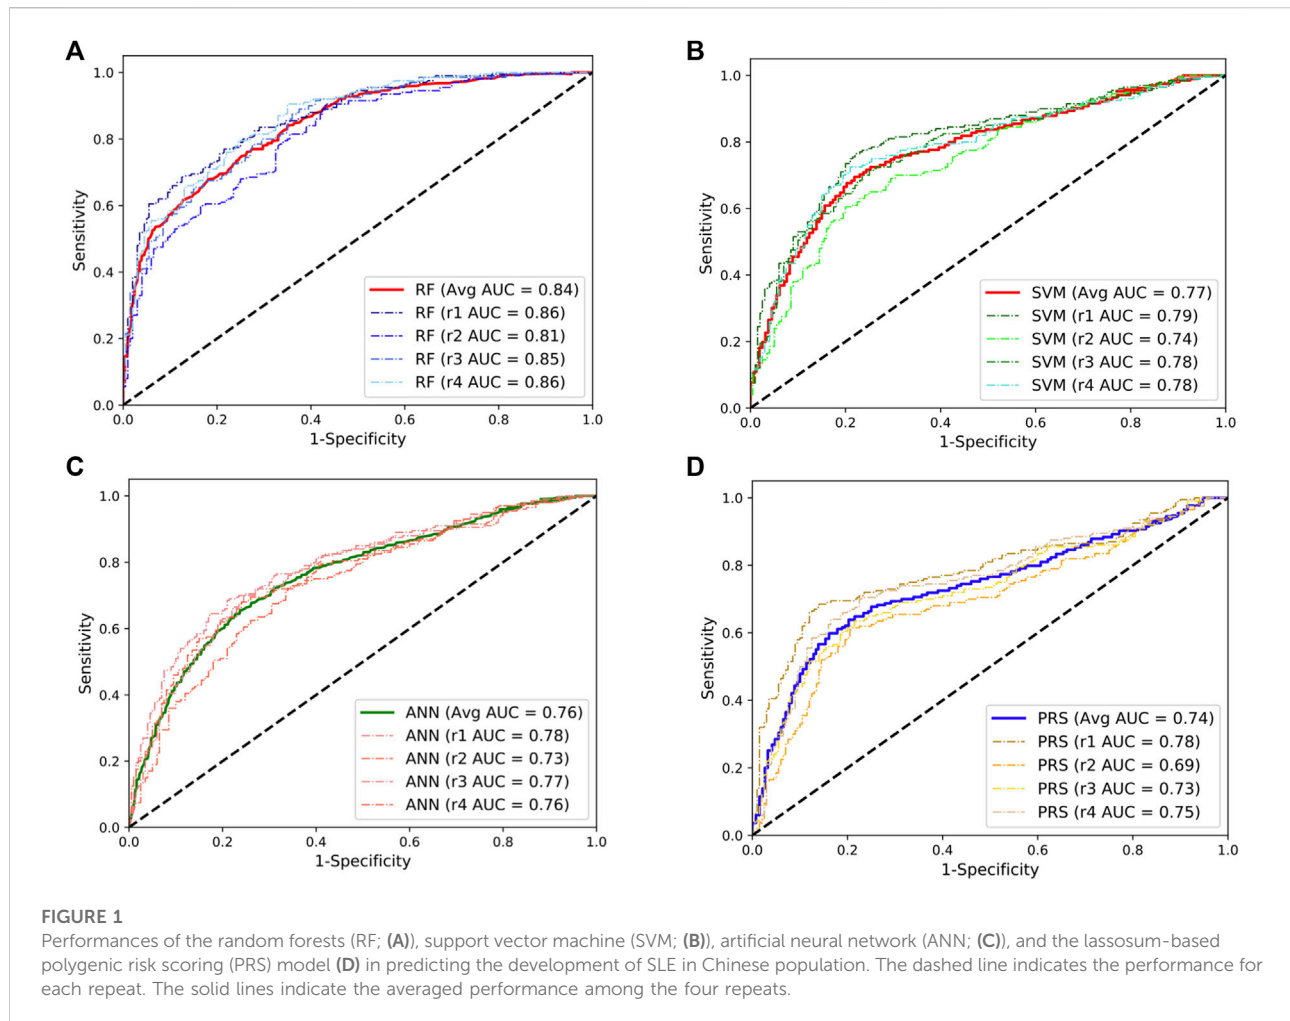 A
1.0
0.8
0.6
0.4
0.2
0.0
Sensitivity
0.0 0.2 0.4 0.6 0.8 1.0
1-Specificity
RF (Avg AUC = 0.84)
RF (r1 AUC = 0.86)
RF (r2 AUC = 0.81)
RF (r3 AUC = 0.85)
RF (r4 AUC = 0.86)
B
1.0
0.8
0.6
0.4
0.2
0.0
Sensitivity
0.0 0.2 0.4 0.6 0.8 1.0
1-Specificity
SVM (Avg AUC = 0.77)
SVM (r1 AUC = 0.79)
SVM (r2 AUC = 0.74)
SVM (r3 AUC = 0.78)
SVM (r4 AUC = 0.78)
C
1.0
0.8
0.6
0.4
0.2
0.0
Sensitivity
0.0 0.2 0.4 0.6 0.8 1.0
1-Specificity
ANN (Avg AUC = 0.76)
ANN (r1 AUC = 0.78)
ANN (r2 AUC = 0.73)
ANN (r3 AUC = 0.77)
ANN (r4 AUC = 0.76)
D
1.0
0.8
0.6
0.4
0.2
0.0
Sensitivity
0.0 0.2 0.4 0.6 0.8 1.0
1-Specificity
PRS (Avg AUC = 0.74)
PRS (r1 AUC = 0.78)
PRS (r2 AUC = 0.69)
PRS (r3 AUC = 0.73)
PRS (r4 AUC = 0.75)
FIGURE 1
Performances of the random forests (RF; (A)), support vector machine (SVM; (B)), artificial neural network (ANN; (C)), and the lassosum-based
polygenic risk scoring (PRS) model (D) in predicting the development of SLE in Chinese population. The dashed line indicates the performance for
each repeat. The solid lines indicate the averaged performance among the four repeats.